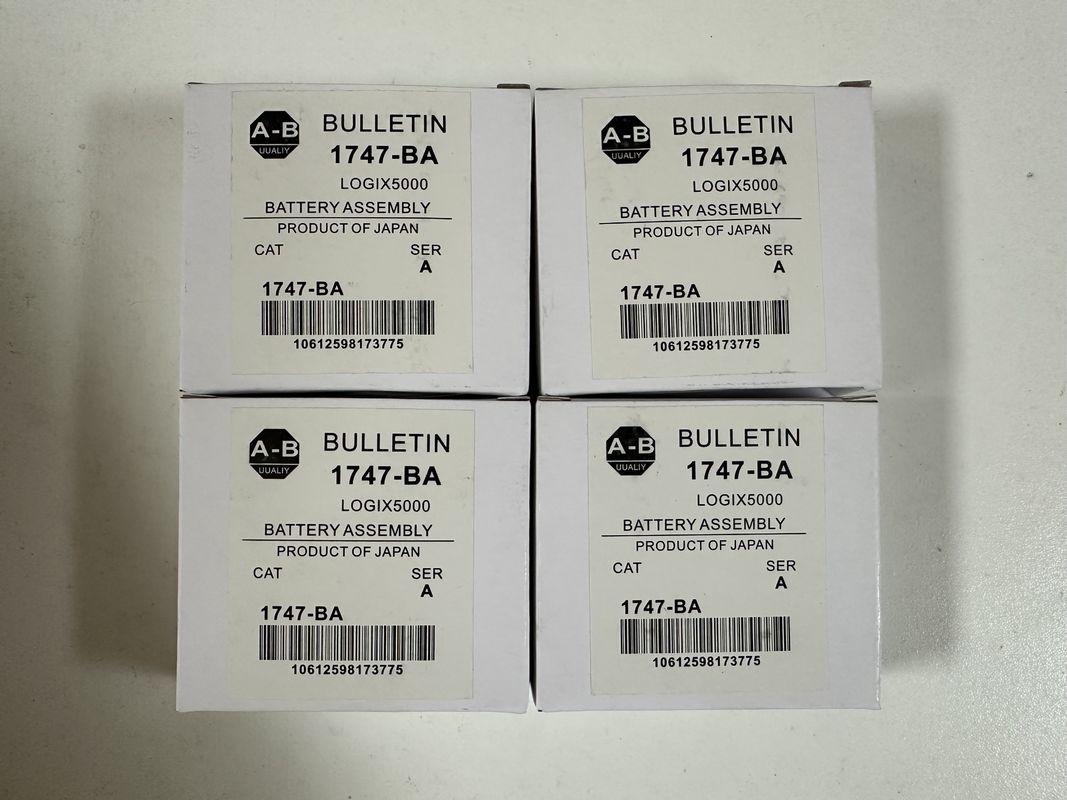 A-B
UUALIY
BULLETIN
1747-BA
LOGIX5000
BATTERY ASSEMBLY
PRODUCT OF JAPAN
CAT SER
A
1747-BA
10612598173775
A-B
UUALIY
BULLETIN
1747-BA
LOGIX5000
BATTERY ASSEMBLY
PRODUCT OF JAPAN
CAT SER
A
1747-BA
10612598173775
A-B
UUALIY
BULLETIN
1747-BA
LOGIX5000
BATTERY ASSEMBLY
PRODUCT OF JAPAN
CAT SER
A
1747-BA
10612598173775
A-B
UUALIY
BULLETIN
1747-BA
LOGIX5000
BATTERY ASSEMBLY
PRODUCT OF JAPAN
CAT SER
A
1747-BA
10612598173775